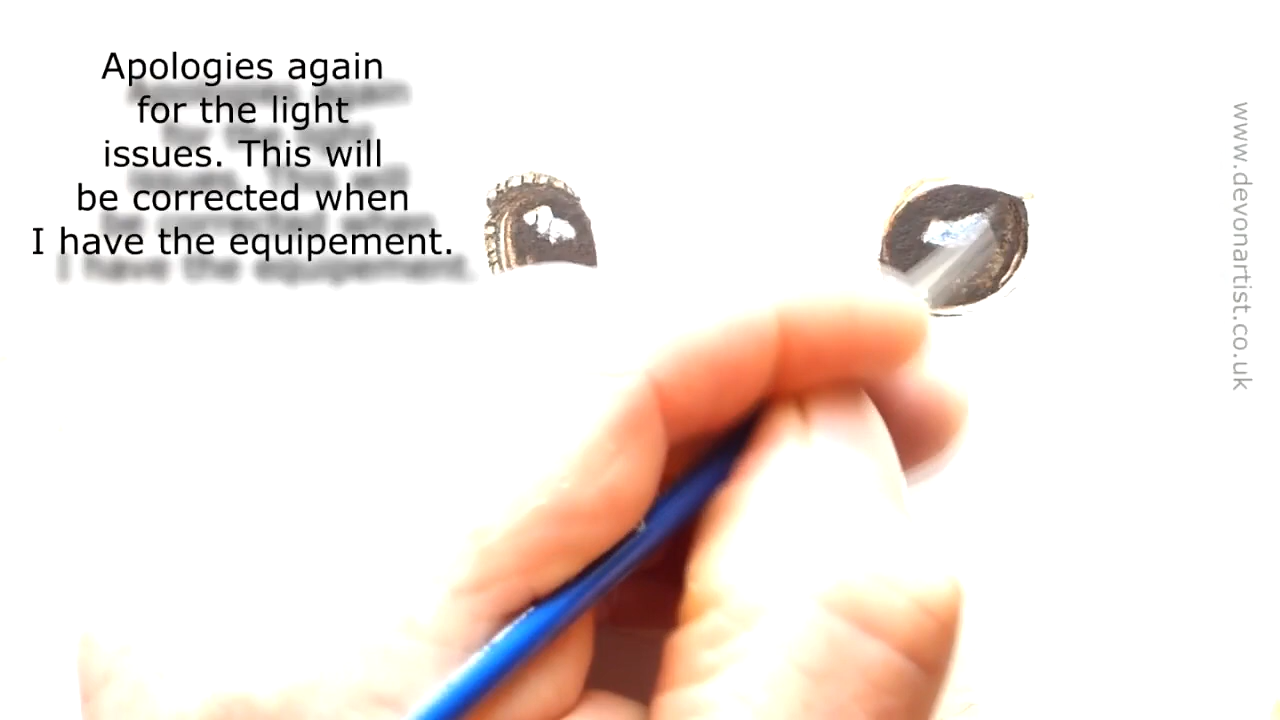 Apologies again
for the light
issues. This will
be corrected when
I have the equipement.
www.devonartist.co.uk